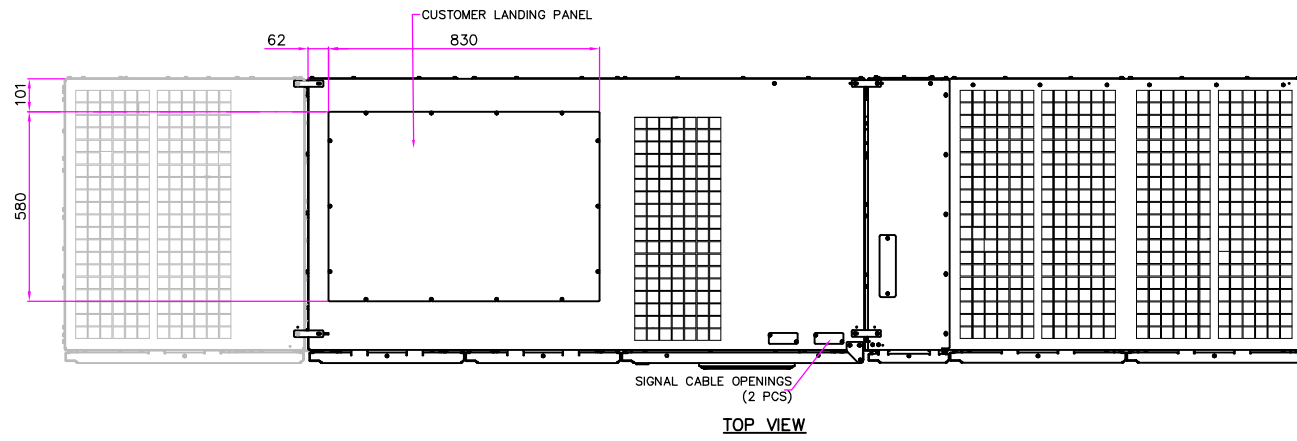 CUSTOMER LANDING PANEL
62
830
101
580
SIGNAL CABLE OPENINGS
(2 PCS)
TOP VIEW